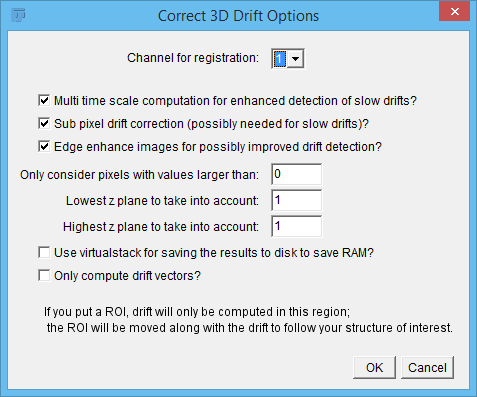 Correct 3D Drift Options
Channel for registration: 1
Multi time scale computation for enhanced detection of slow drifts?
Sub pixel drift correction (possibly needed for slow drifts)?
Edge enhance images for possibly improved drift detection?
Only consider pixels with values larger than: 0
Lowest z plane to take into account: 1
Highest z plane to take into account: 1
Use virtualstack for saving the results to disk to save RAM?
Only compute drift vectors?
If you put a ROI, drift will only be computed in this region;
the ROI will be moved along with the drift to follow your structure of interest.
OK Cancel